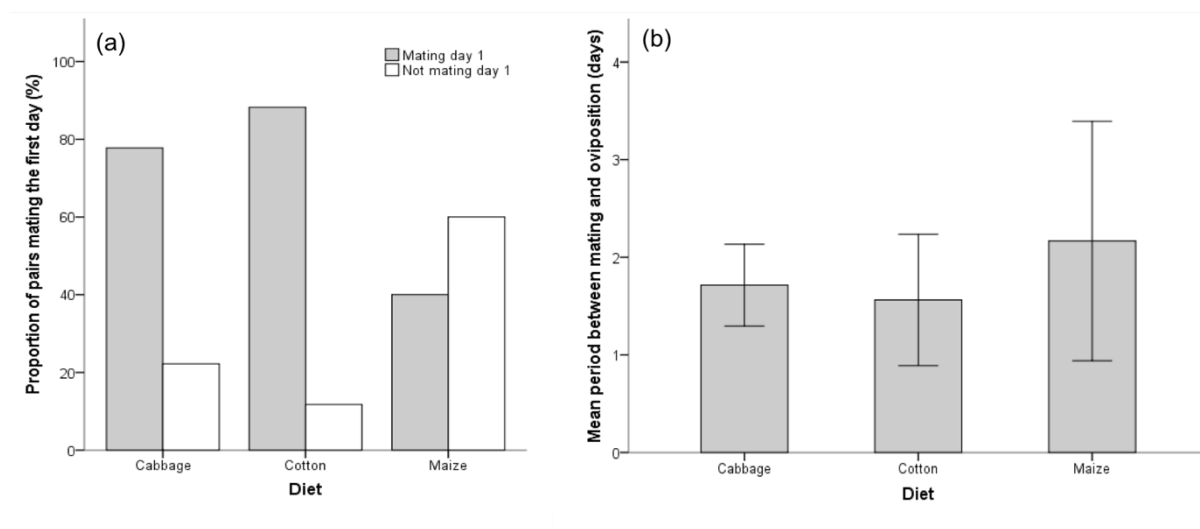 (a)
Mating day 1
Not mating day 1
Proportion of pairs mating the first day (%)
100
80
60
40
20
0
Cabbage Cotton Maize
Diet
(b)
Mean period between mating and oviposition (days)
4
3
2
1
0
Cabbage Cotton Maize
Diet